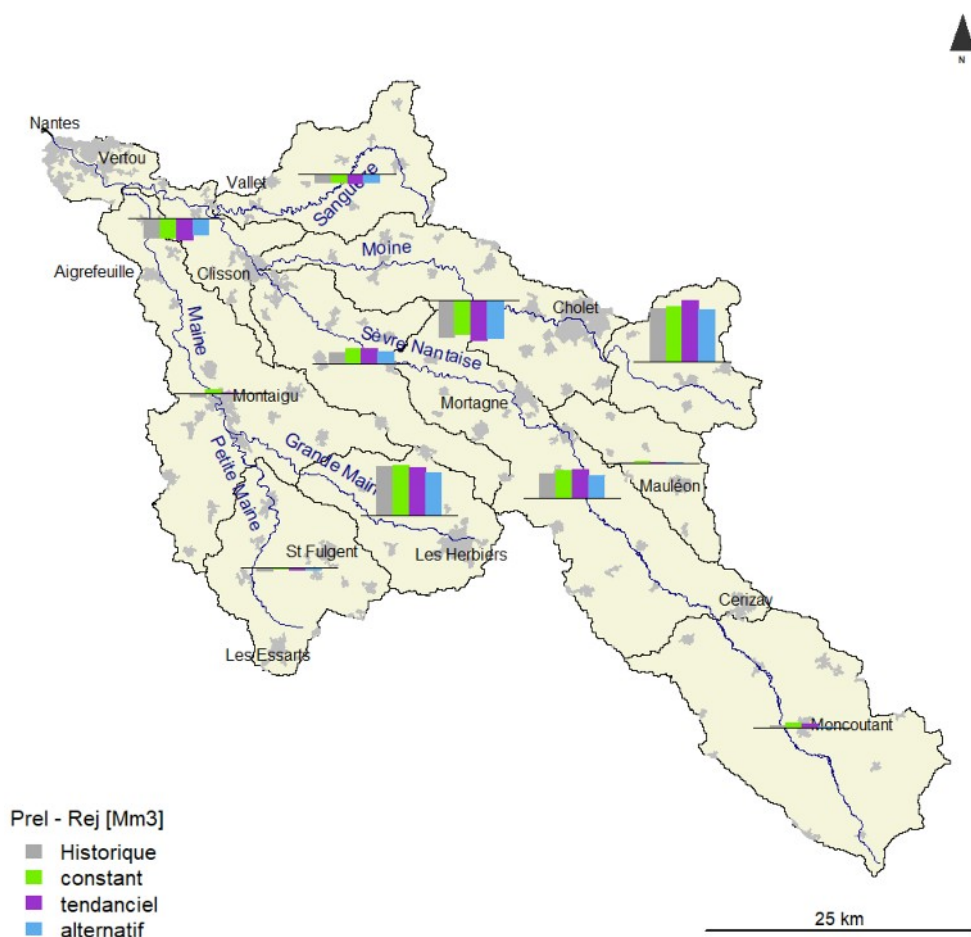 N
Nantes
Vertou
Vallet
Sanguèze
Moine
Aigrefeuille
Clisson
Cholet
Maine
Sèvre Nantaise
Montaigu
Mortagne
Petite Maine
Grande Main
Mauléon
St Fulgent
Les Herbiers
Cerizay
Les Essarts
Moncoutant
Prel - Rej [Mm3]
Historique
constant
tendanciel
alternatif
25 km